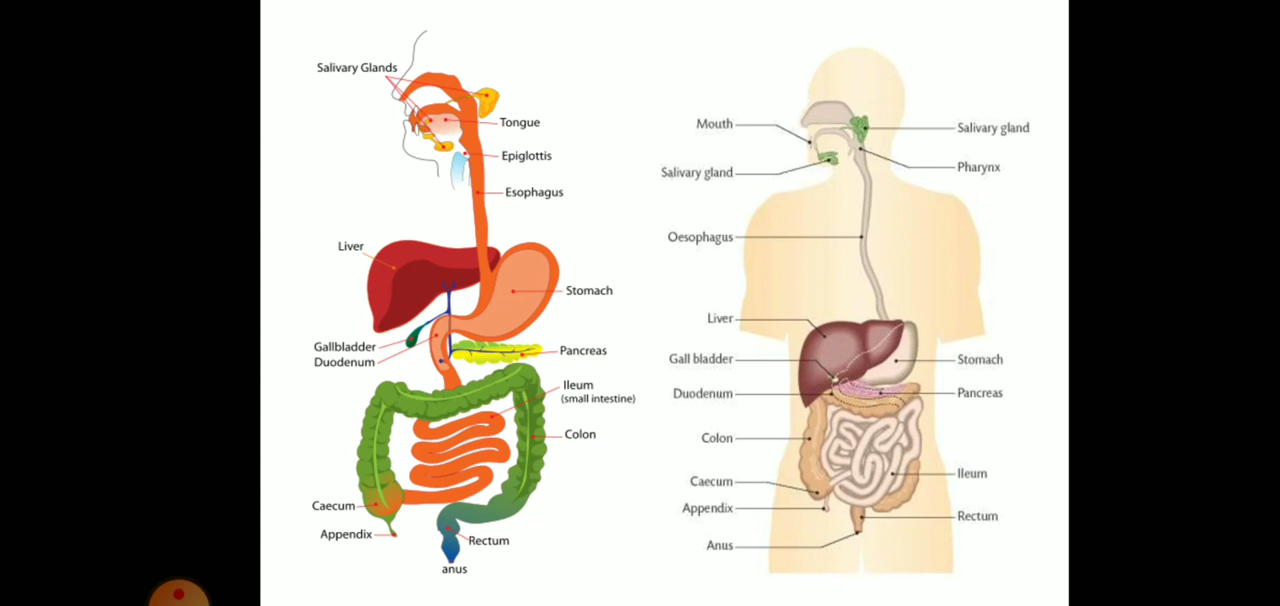 Salivary Glands
Tongue
Epiglottis
Esophagus
Liver
Stomach
Gallbladder
Duodenum
Pancreas
Ileum
(small intestine)
Colon
Caecum
Appendix
Rectum
anus
Mouth
Salivary gland
Salivary gland
Pharynx
Oesophagus
Liver
Gall bladder
Stomach
Duodenum
Pancreas
Colon
Ileum
Caecum
Appendix
Rectum
Anus